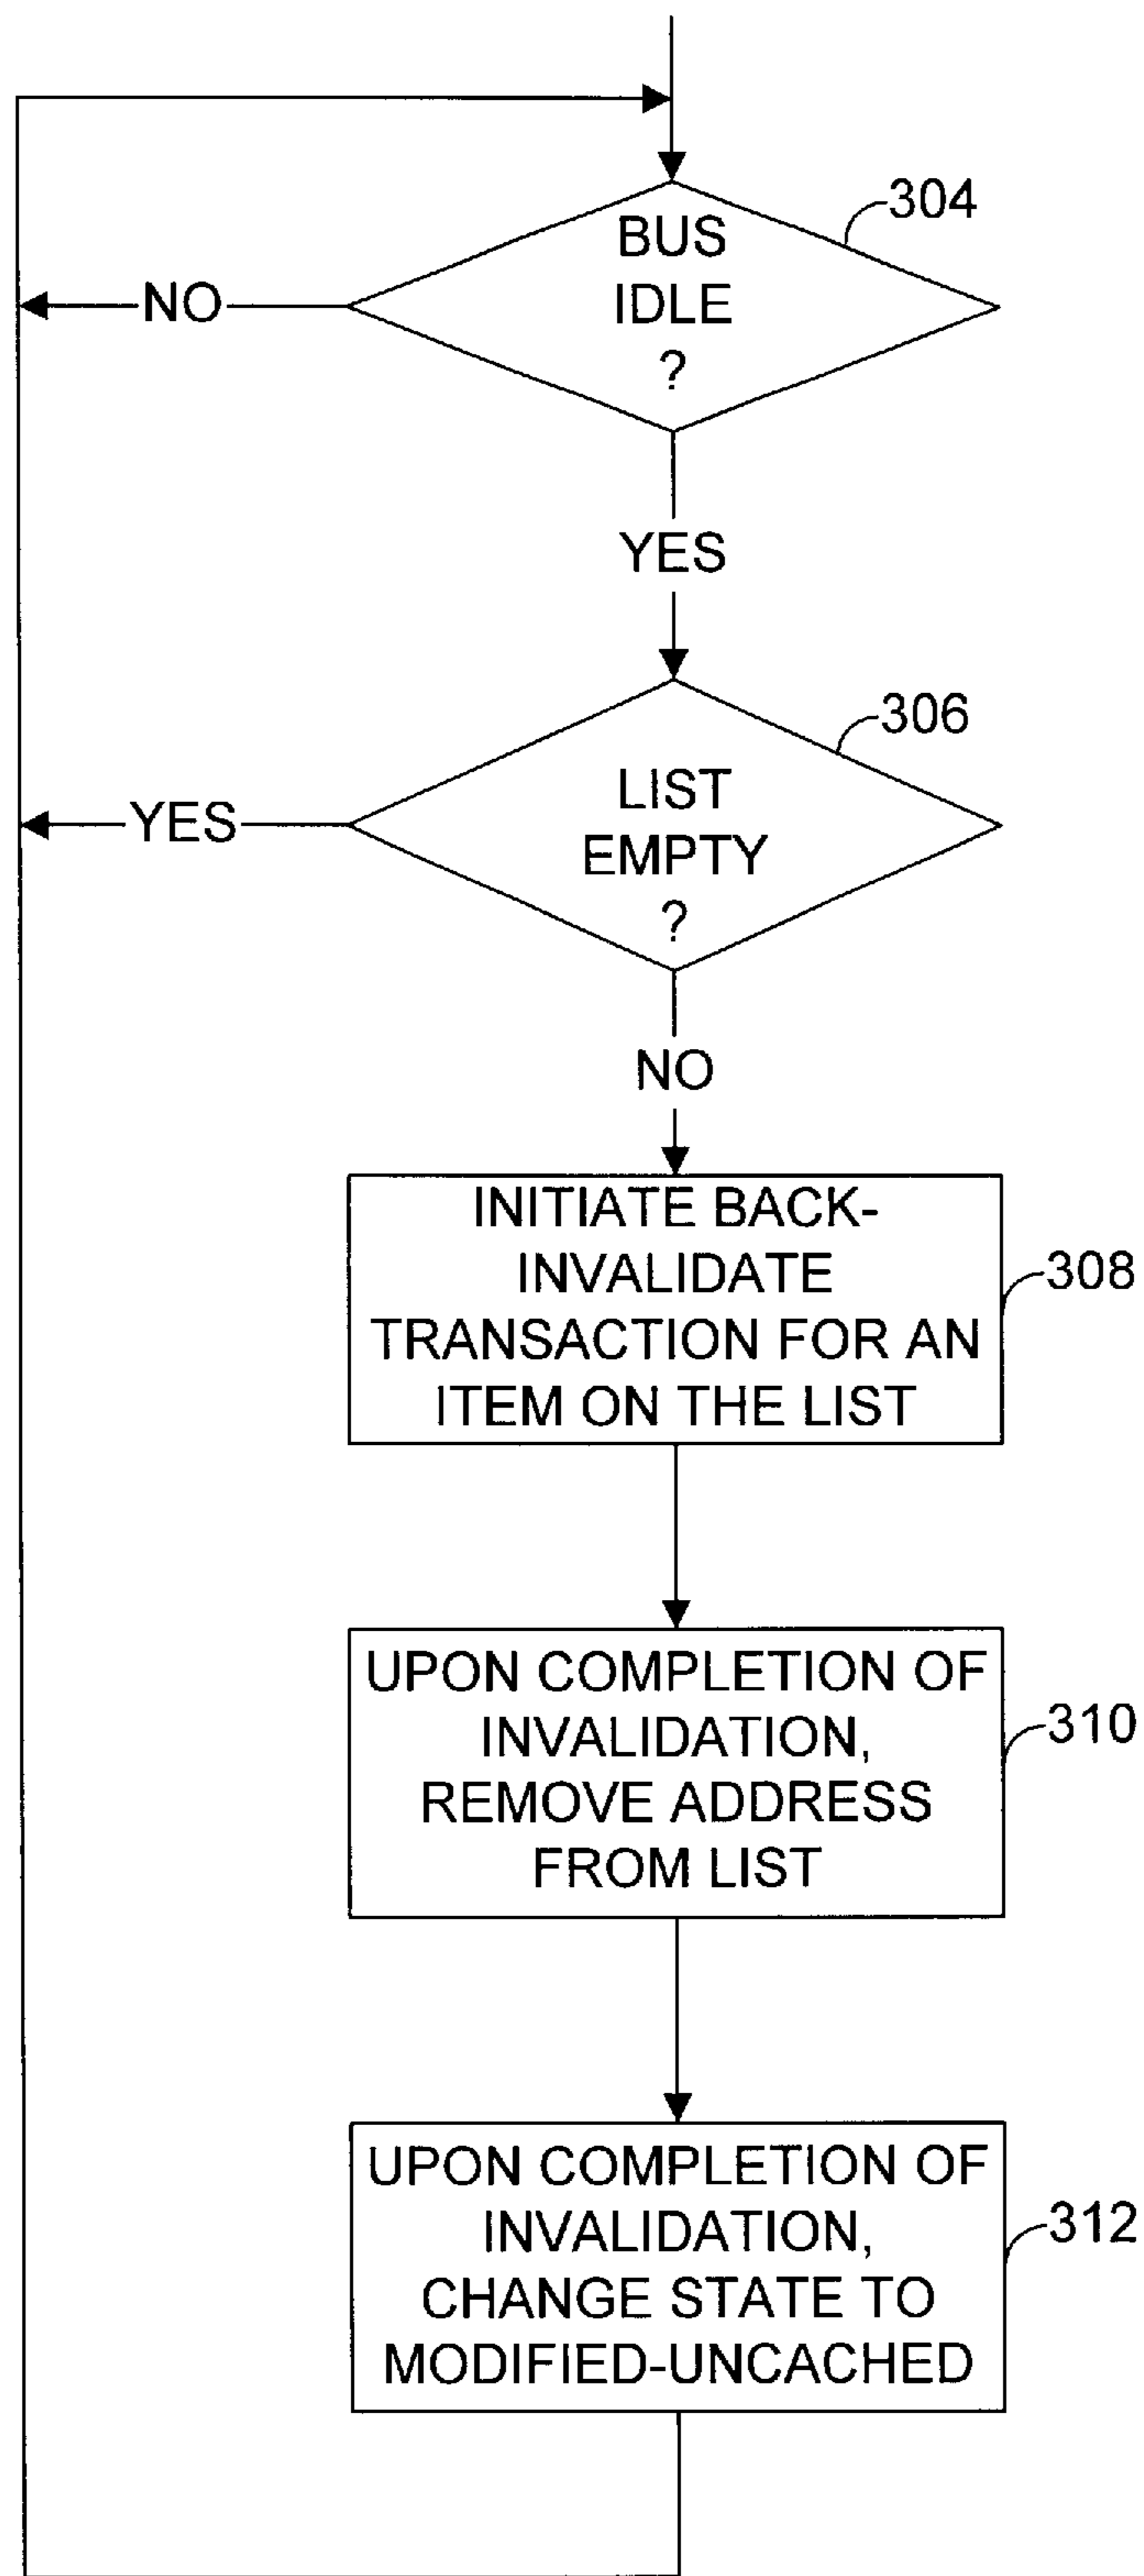 304
BUS
IDLE
?
NO
YES
306
LIST
EMPTY
?
YES
NO
INITIATE BACK-
INVALIDATE
TRANSACTION FOR AN
ITEM ON THE LIST
308
UPON COMPLETION OF
INVALIDATION,
REMOVE ADDRESS
FROM LIST
310
UPON COMPLETION OF
INVALIDATION,
CHANGE STATE TO
MODIFIED-UNCACHED
312